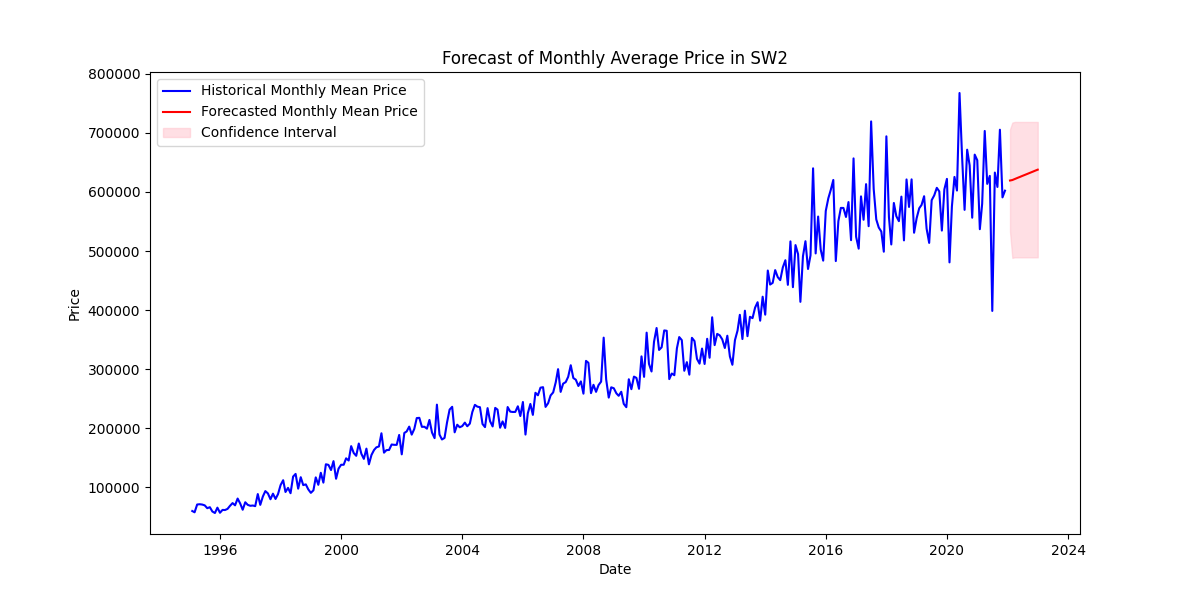 Forecast of Monthly Average Price in SW2
800000
700000
600000
500000
400000
300000
200000
100000
Price
Historical Monthly Mean Price
Forecasted Monthly Mean Price
Confidence Interval
1996 2000 2004 2008 2012 2016 2020 2024
Date